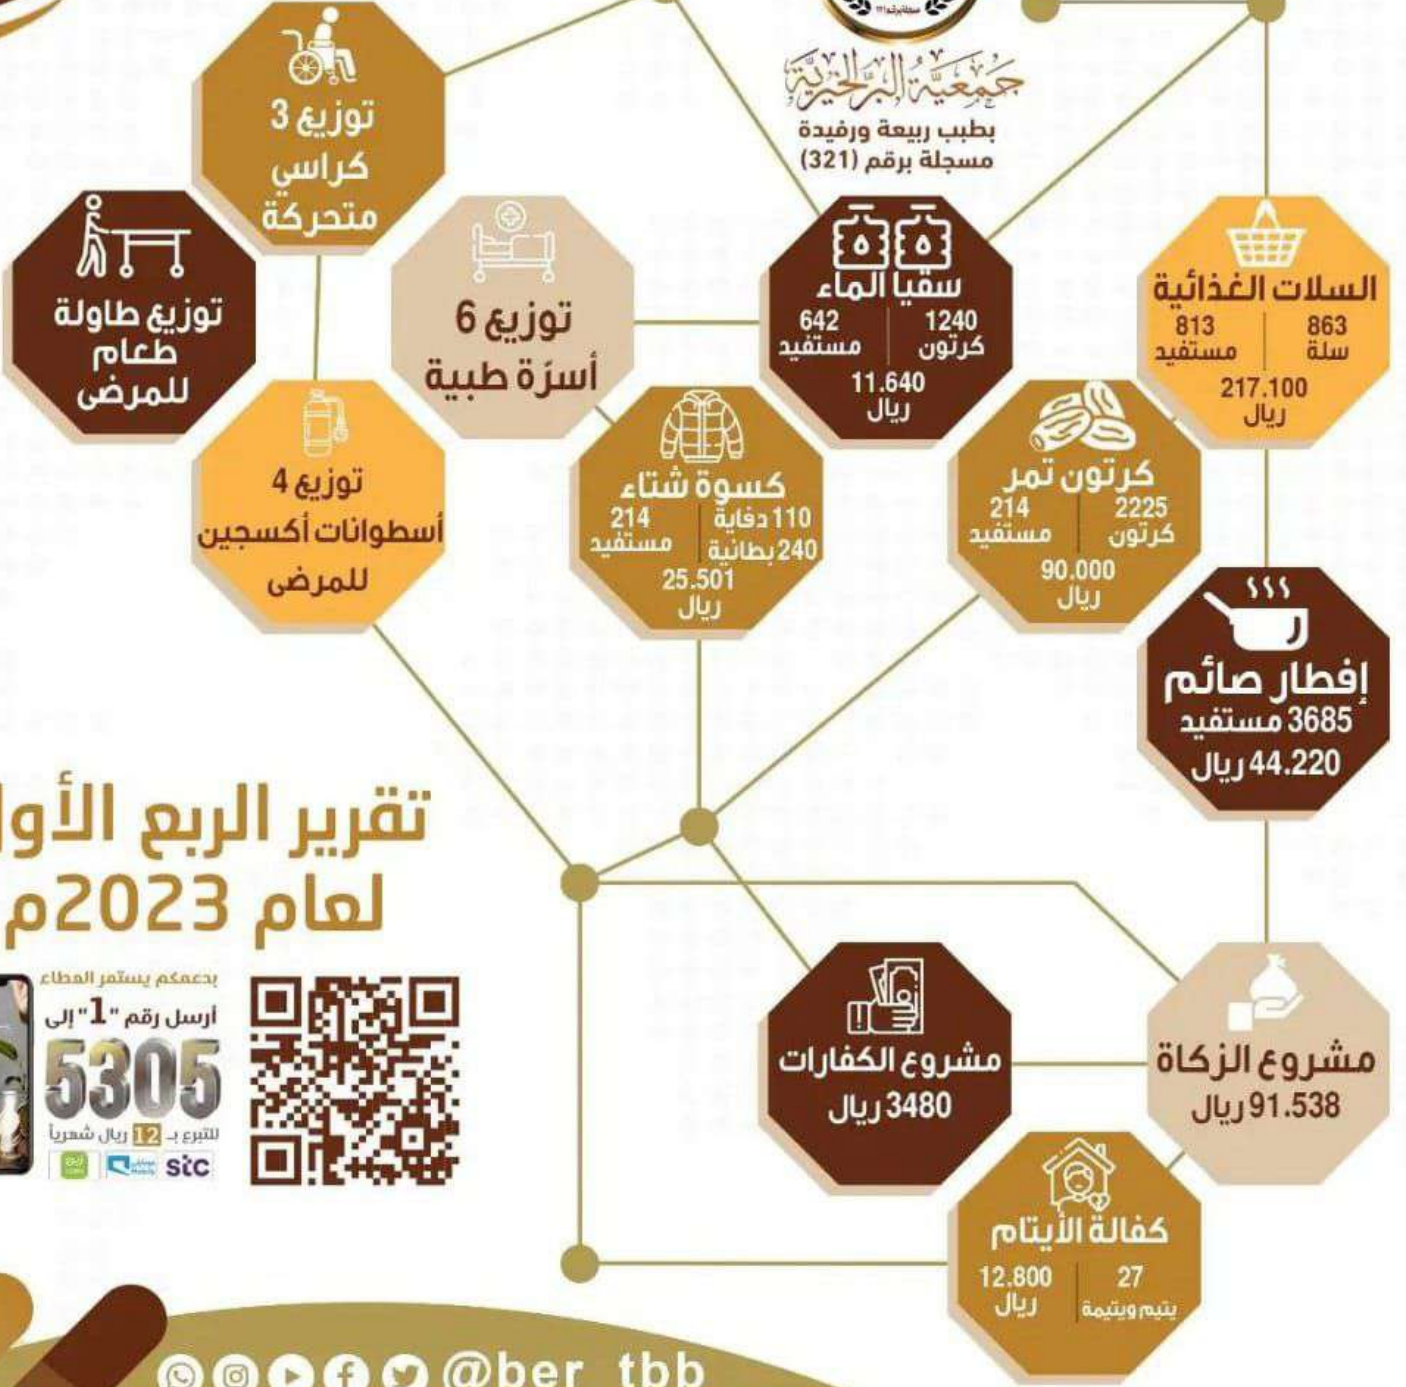 جمعية البر الخيرية
بطبب ربيعة ورفيدة
مسجلة برقم (321)
توزيع 3
كراسي
متحركة
توزيع طاولة
طعام
للمرضى
توزيع 6
أسرّة طبية
سقيا الماء
1240 642
كرتون مستفيد
11.640
ريال
السلات الغذائية
863 813
سلة مستفيد
217.100
ريال
توزيع 4
أسطوانات أكسجين
للمرضى
كسوة شتاء
110 دفاية 214
240 بطانية مستفيد
25.501
ريال
كرتون تمر
2225 214
كرتون مستفيد
90.000
ريال
إفطار صائم
3685 مستفيد
44.220 ريال
تقرير الربع الأو
لعام 2023م
بدعمكم يستمر العطاء
أرسل رقم "1" إلى
5305
للتبرع بـ 12 ريال شهرياً
stc
مشروع الكفارات
3480 ريال
مشروع الزكاة
91.538 ريال
كفالة الأيتام
27 12.800
يتيم ويتيمة ريال
@ber_tbb